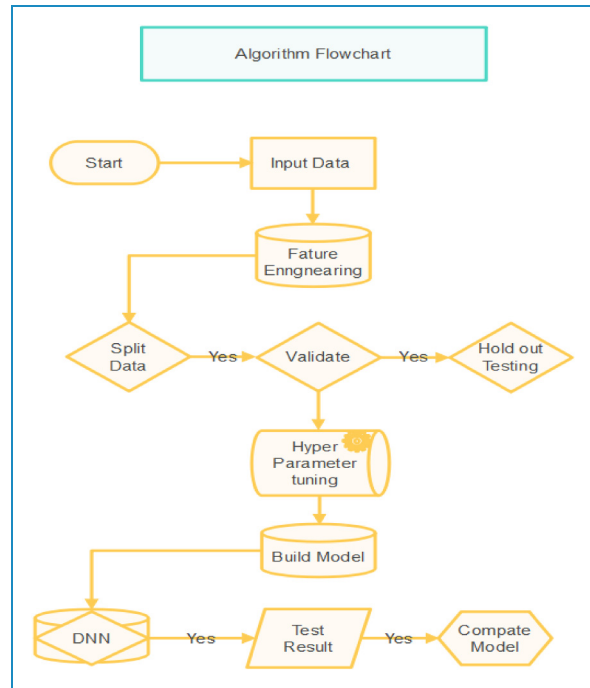 Algorithm Flowchart
Start
Input Data
Fature
Enngnearing
Split
Data
Yes
Validate
Yes
Hold out
Testing
Hyper
Parameter
tuning
Build Model
DNN
Yes
Test
Result
Yes
Compate
Model